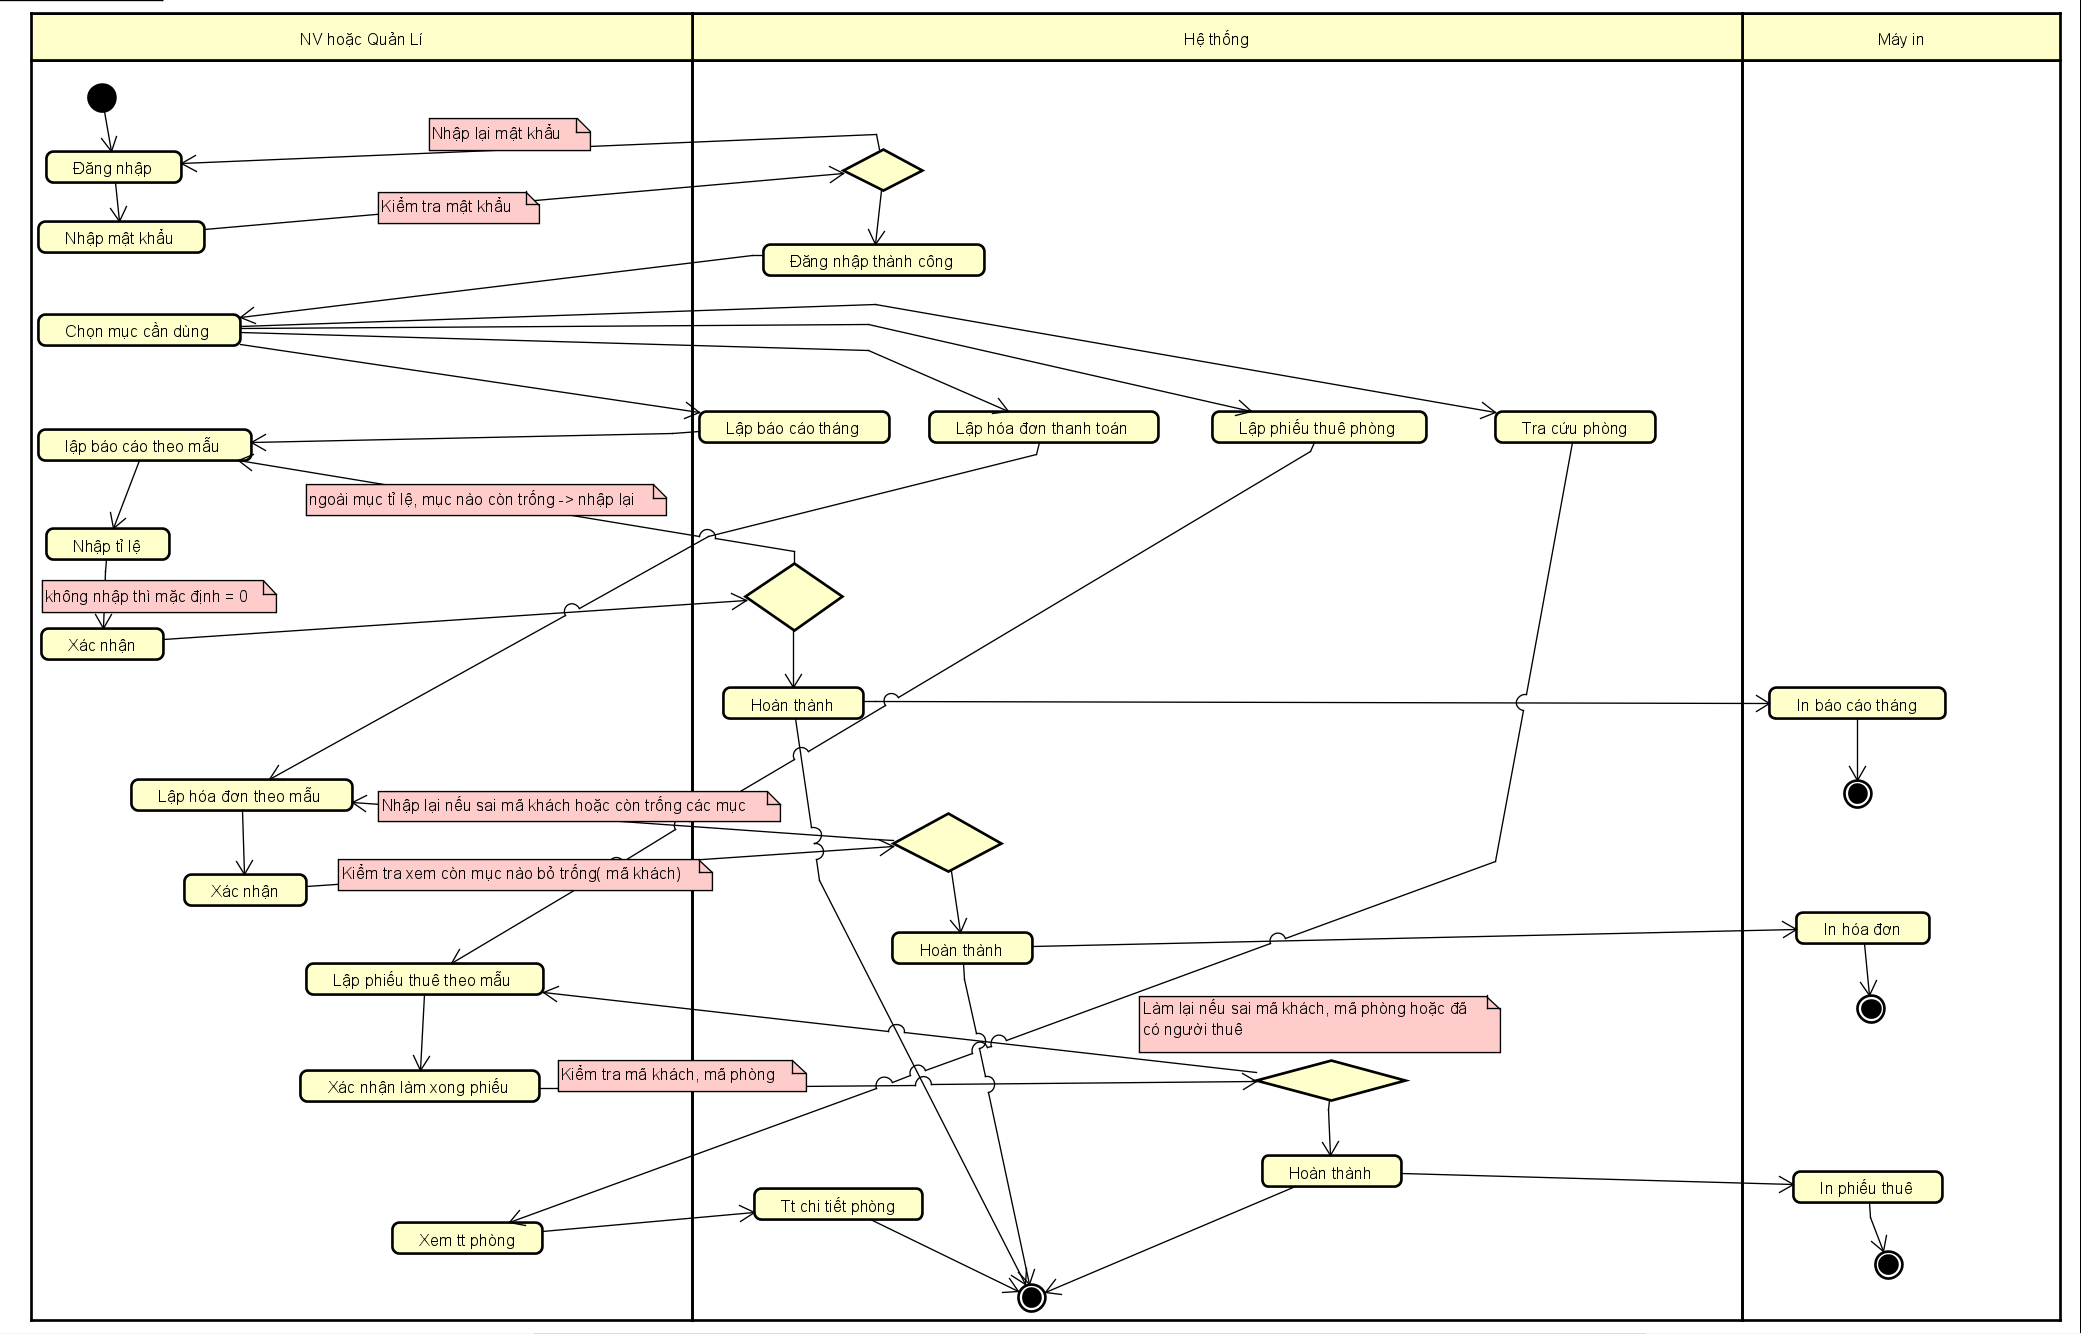 NV hoặc Quản Lí
Hệ thống
Máy in
Nhập lại mật khẩu
Đăng nhập
Kiểm tra mật khẩu
Nhập mật khẩu
Đăng nhập thành công
Chọn mục cần dùng
Lập báo cáo tháng
Lập hóa đơn thanh toán
Lập phiếu thuê phòng
Tra cứu phòng
lập báo cáo theo mẫu
ngoài mục tỉ lệ, mục nào còn trống -> nhập lại
Nhập tỉ lệ
không nhập thì mặc định = 0
Xác nhận
Hoàn thành
In báo cáo tháng
Lập hóa đơn theo mẫu
Nhập lại nếu sai mã khách hoặc còn trống các mục
Kiểm tra xem còn mục nào bỏ trống( mã khách)
Xác nhận
In hóa đơn
Hoàn thành
Lập phiếu thuê theo mẫu
Làm lại nếu sai mã khách, mã phòng hoặc đã
có người thuê
Kiểm tra mã khách, mã phòng
Xác nhận làm xong phiếu
Hoàn thành
In phiếu thuê
Tt chi tiết phòng
Xem tt phòng